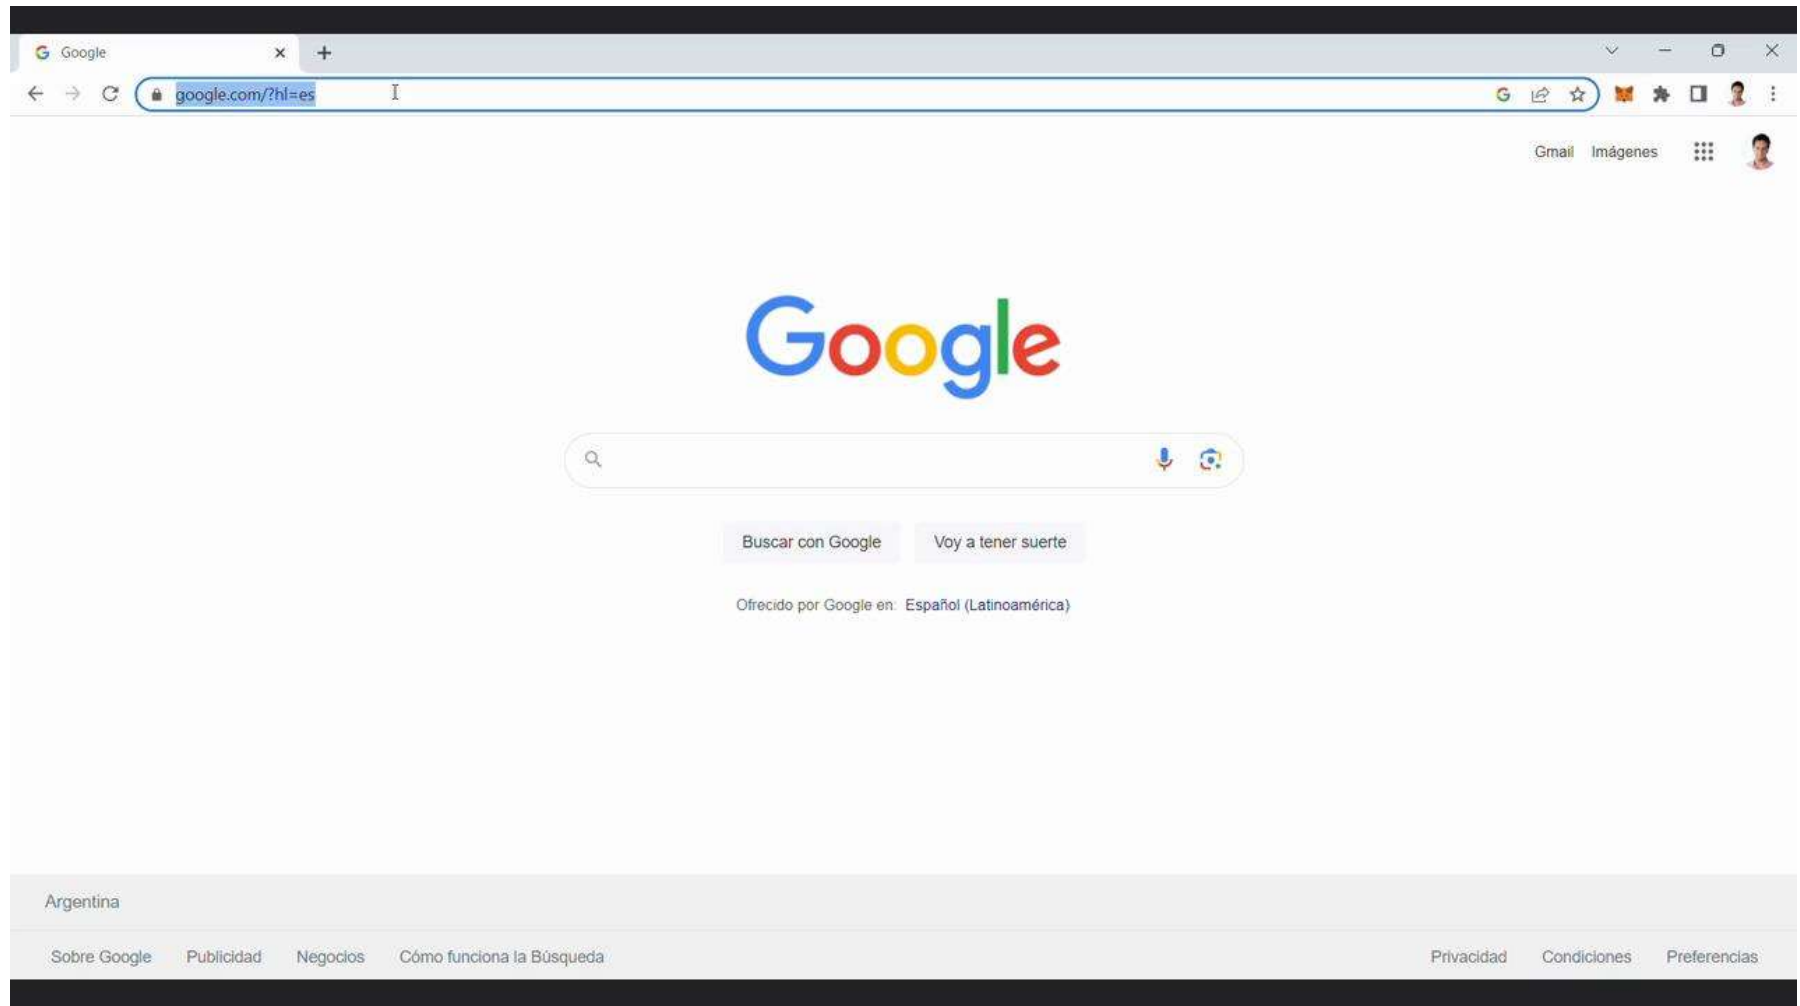 Google
google.com/?hl=es
Gmail Imágenes
Google
Buscar con Google Voy a tener suerte
Ofrecido por Google en: Español (Latinoamérica)
Argentina
Sobre Google Publicidad Negocios Cómo funciona la Búsqueda Privacidad Condiciones Preferencias